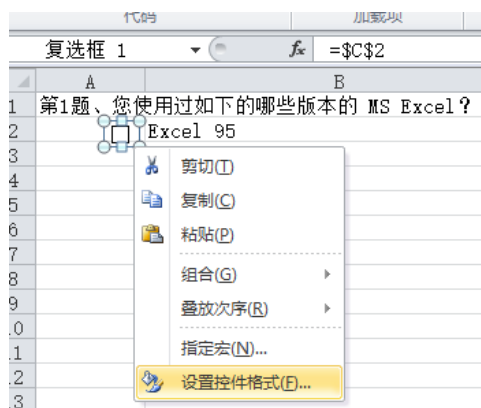 代码 加载项
复选框 1 fx =$C$2
A B
1 第1题、您使用过如下的哪些版本的 MS Excel?
2 Excel 95
3
4
5
6
7
8
9
.0
.1
.2
.3
剪切(T)
复制(C)
粘贴(P)
组合(G)
叠放次序(R)
指定宏(N)...
设置控件格式(F)...